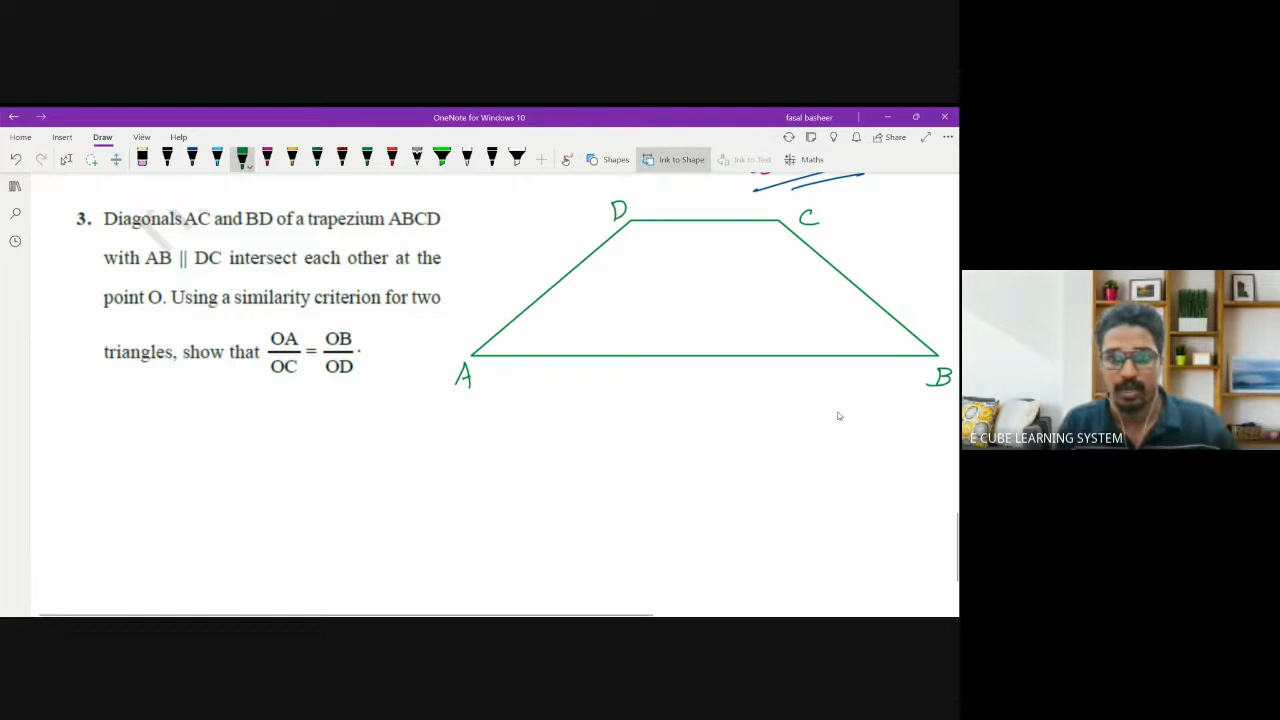 OneNote for Windows 10
fasal basheer
Home Insert Draw View Help
Share
Shapes
Ink to Shape
Ink to Text
Maths
3. Diagonals AC and BD of a trapezium ABCD
with AB || DC intersect each other at the
point O. Using a similarity criterion for two
triangles, show that OA/OC = OB/OD.
D
C
A
B
E CUBE LEARNING SYSTEM